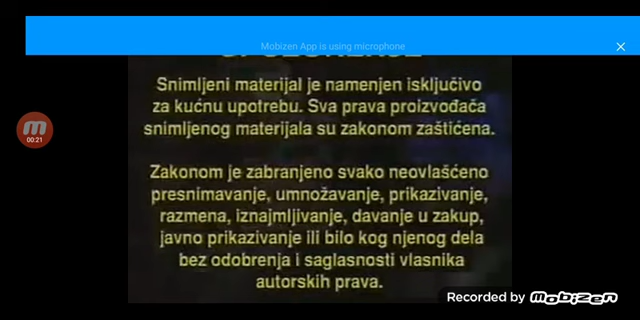 Mobizen App is using microphone
Snimljeni materijal je namenjen isključivo
za kućnu upotrebu. Sva prava proizvođača
snimljenog materijala su zakonom zaštićena.
00:21
Zakonom je zabranjeno svako neovlašćeno
presnimavanje, umnožavanje, prikazivanje,
razmena, iznajmljivanje, davanje u zakup,
javno prikazivanje ili bilo kog njenog dela
bez odobrenja i saglasnosti vlasnika
autorskih prava.
Recorded by mobizen